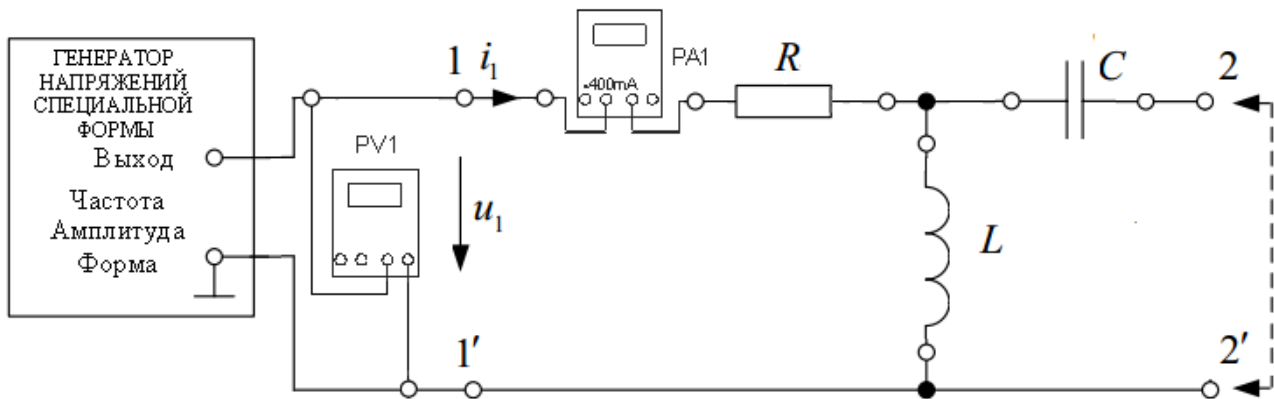 ГЕНЕРАТОР
НАПРЯЖЕНИЙ
СПЕЦИАЛЬНОЙ
ФОРМЫ
Выход
Частота
Амплитуда
Форма
PV1
u₁
1
i₁
1′
≈400mA
PA1
R
L
C
2
2′